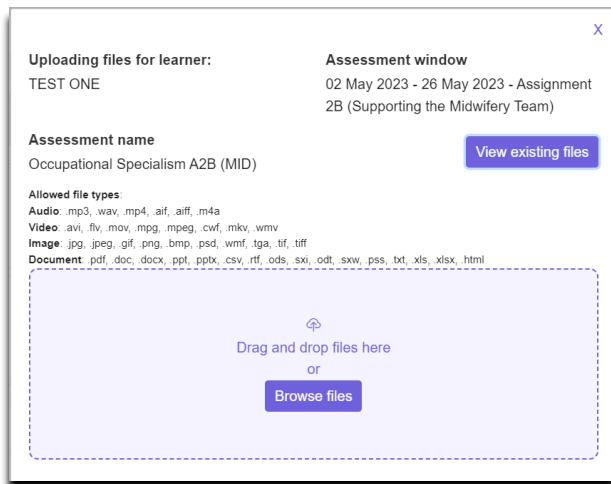 X
Uploading files for learner:
TEST ONE
Assessment window
02 May 2023 - 26 May 2023 - Assignment
2B (Supporting the Midwifery Team)
Assessment name
Occupational Specialism A2B (MID)
View existing files
Allowed file types:
Audio: .mp3, .wav, .mp4, .aif, .aiff, .m4a
Video: .avi, .flv, .mov, .mpg, .mpeg, .cwf, .mkv, .wmv
Image: .jpg, .jpeg, .gif, .png, .bmp, .psd, .wmf, .tga, .tif, .tiff
Document: .pdf, .doc, .docx, .ppt, .pptx, .csv, .rtf, .ods, .sxi, .odt, .sxw, .pss, .txt, .xls, .xlsx, .html
Drag and drop files here
or
Browse files